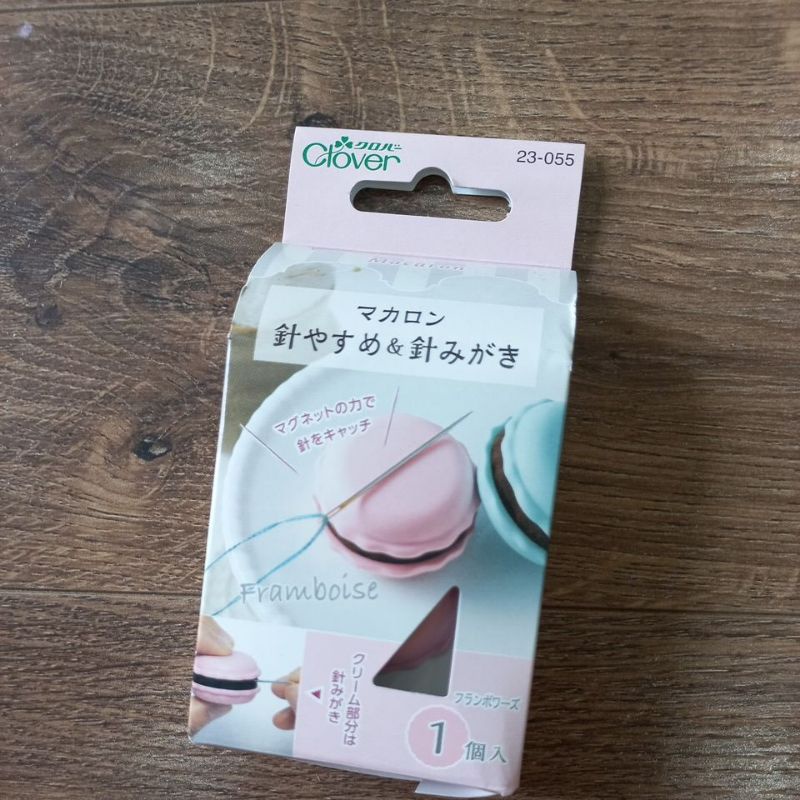 クロバー
Clover
23-055
Macaron
マカロン
針やすめ&針みがき
マグネットの力で
針をキャッチ
Framboise
クリーム部分は
針みがき
フランボワーズ
1個入